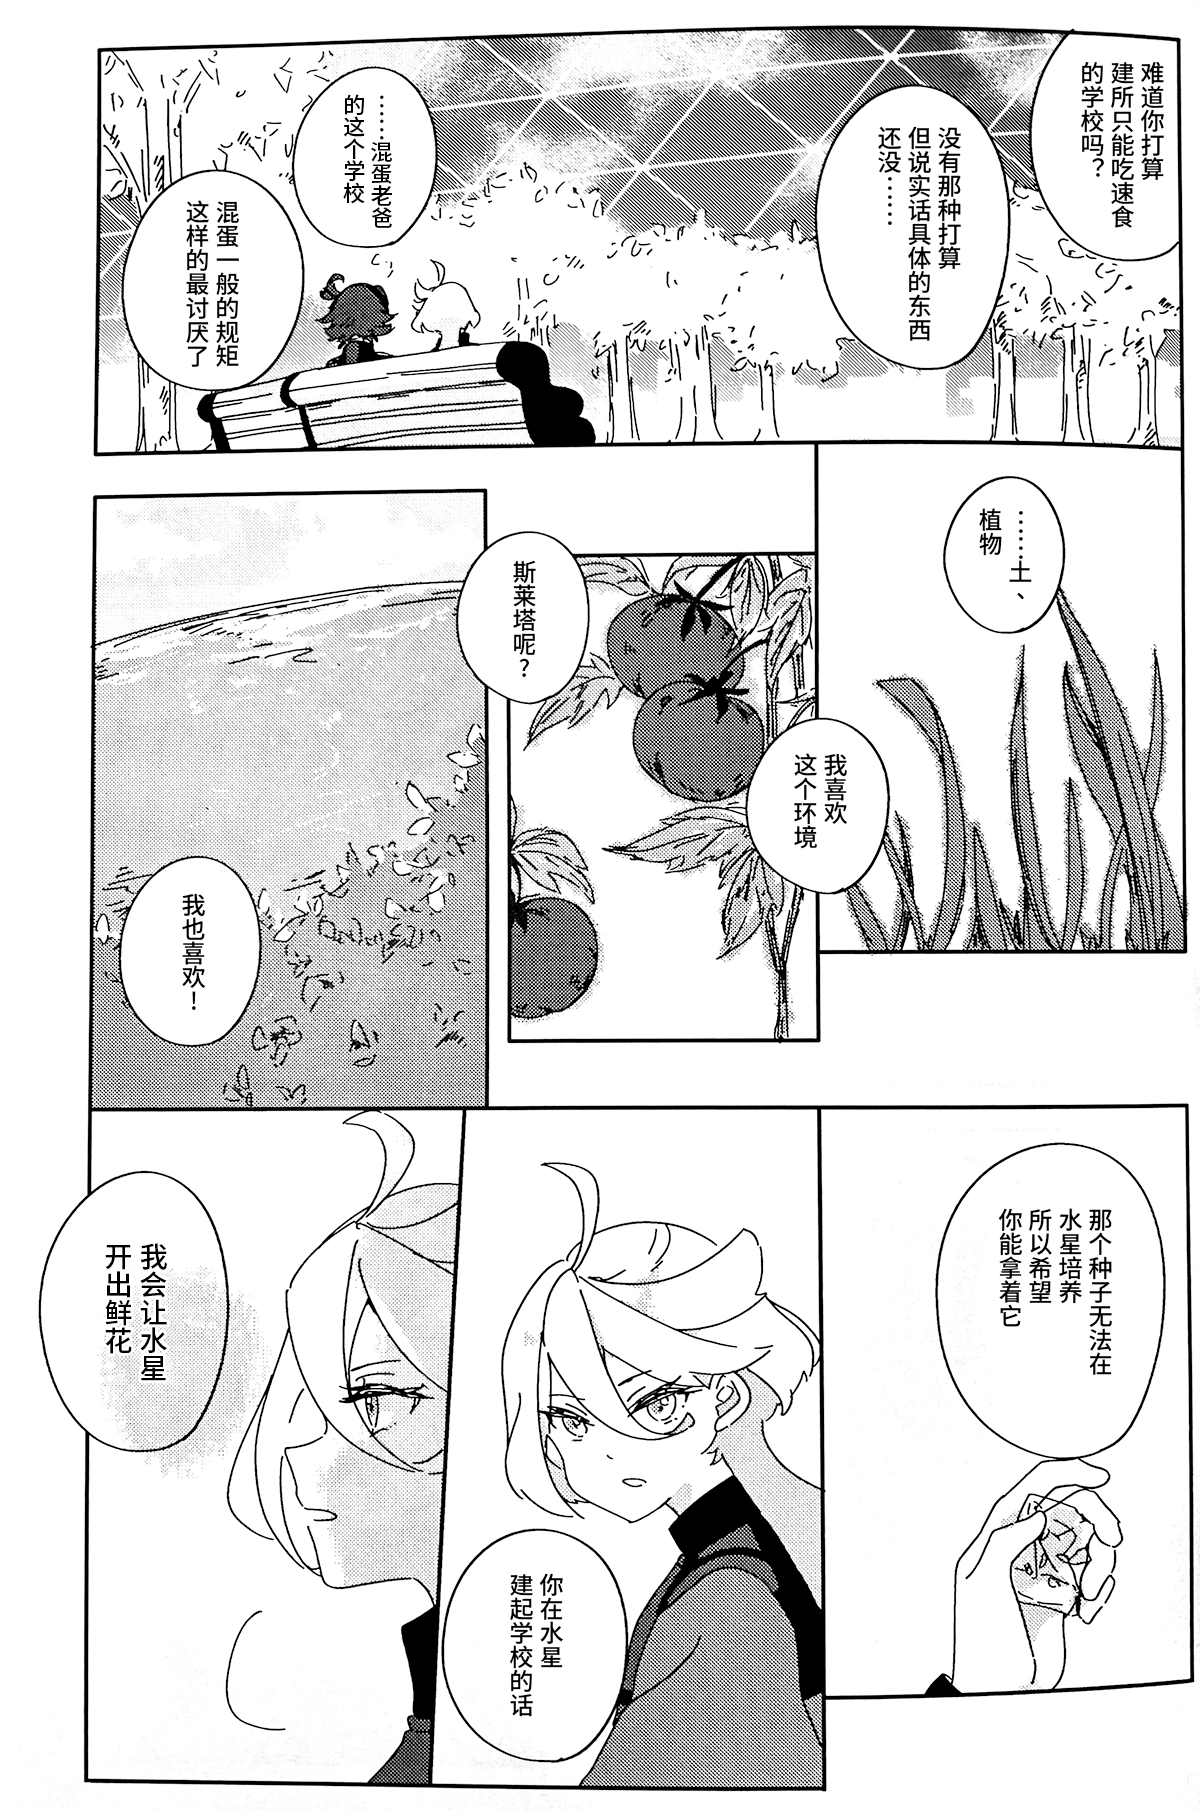 难道你打算
建所只能吃速食
的学校吗？
没有那种打算
但说实话具体的东西
还没……
……混蛋老爸
的这个学校
混蛋一般的规矩
这样的最讨厌了
……土、
植物
我喜欢
这个环境
斯莱塔呢？
我也喜欢！
那个种子无法在
水星培养
所以希望
你能拿着它
你在水星
建起学校的话
我会让水星
开出鲜花